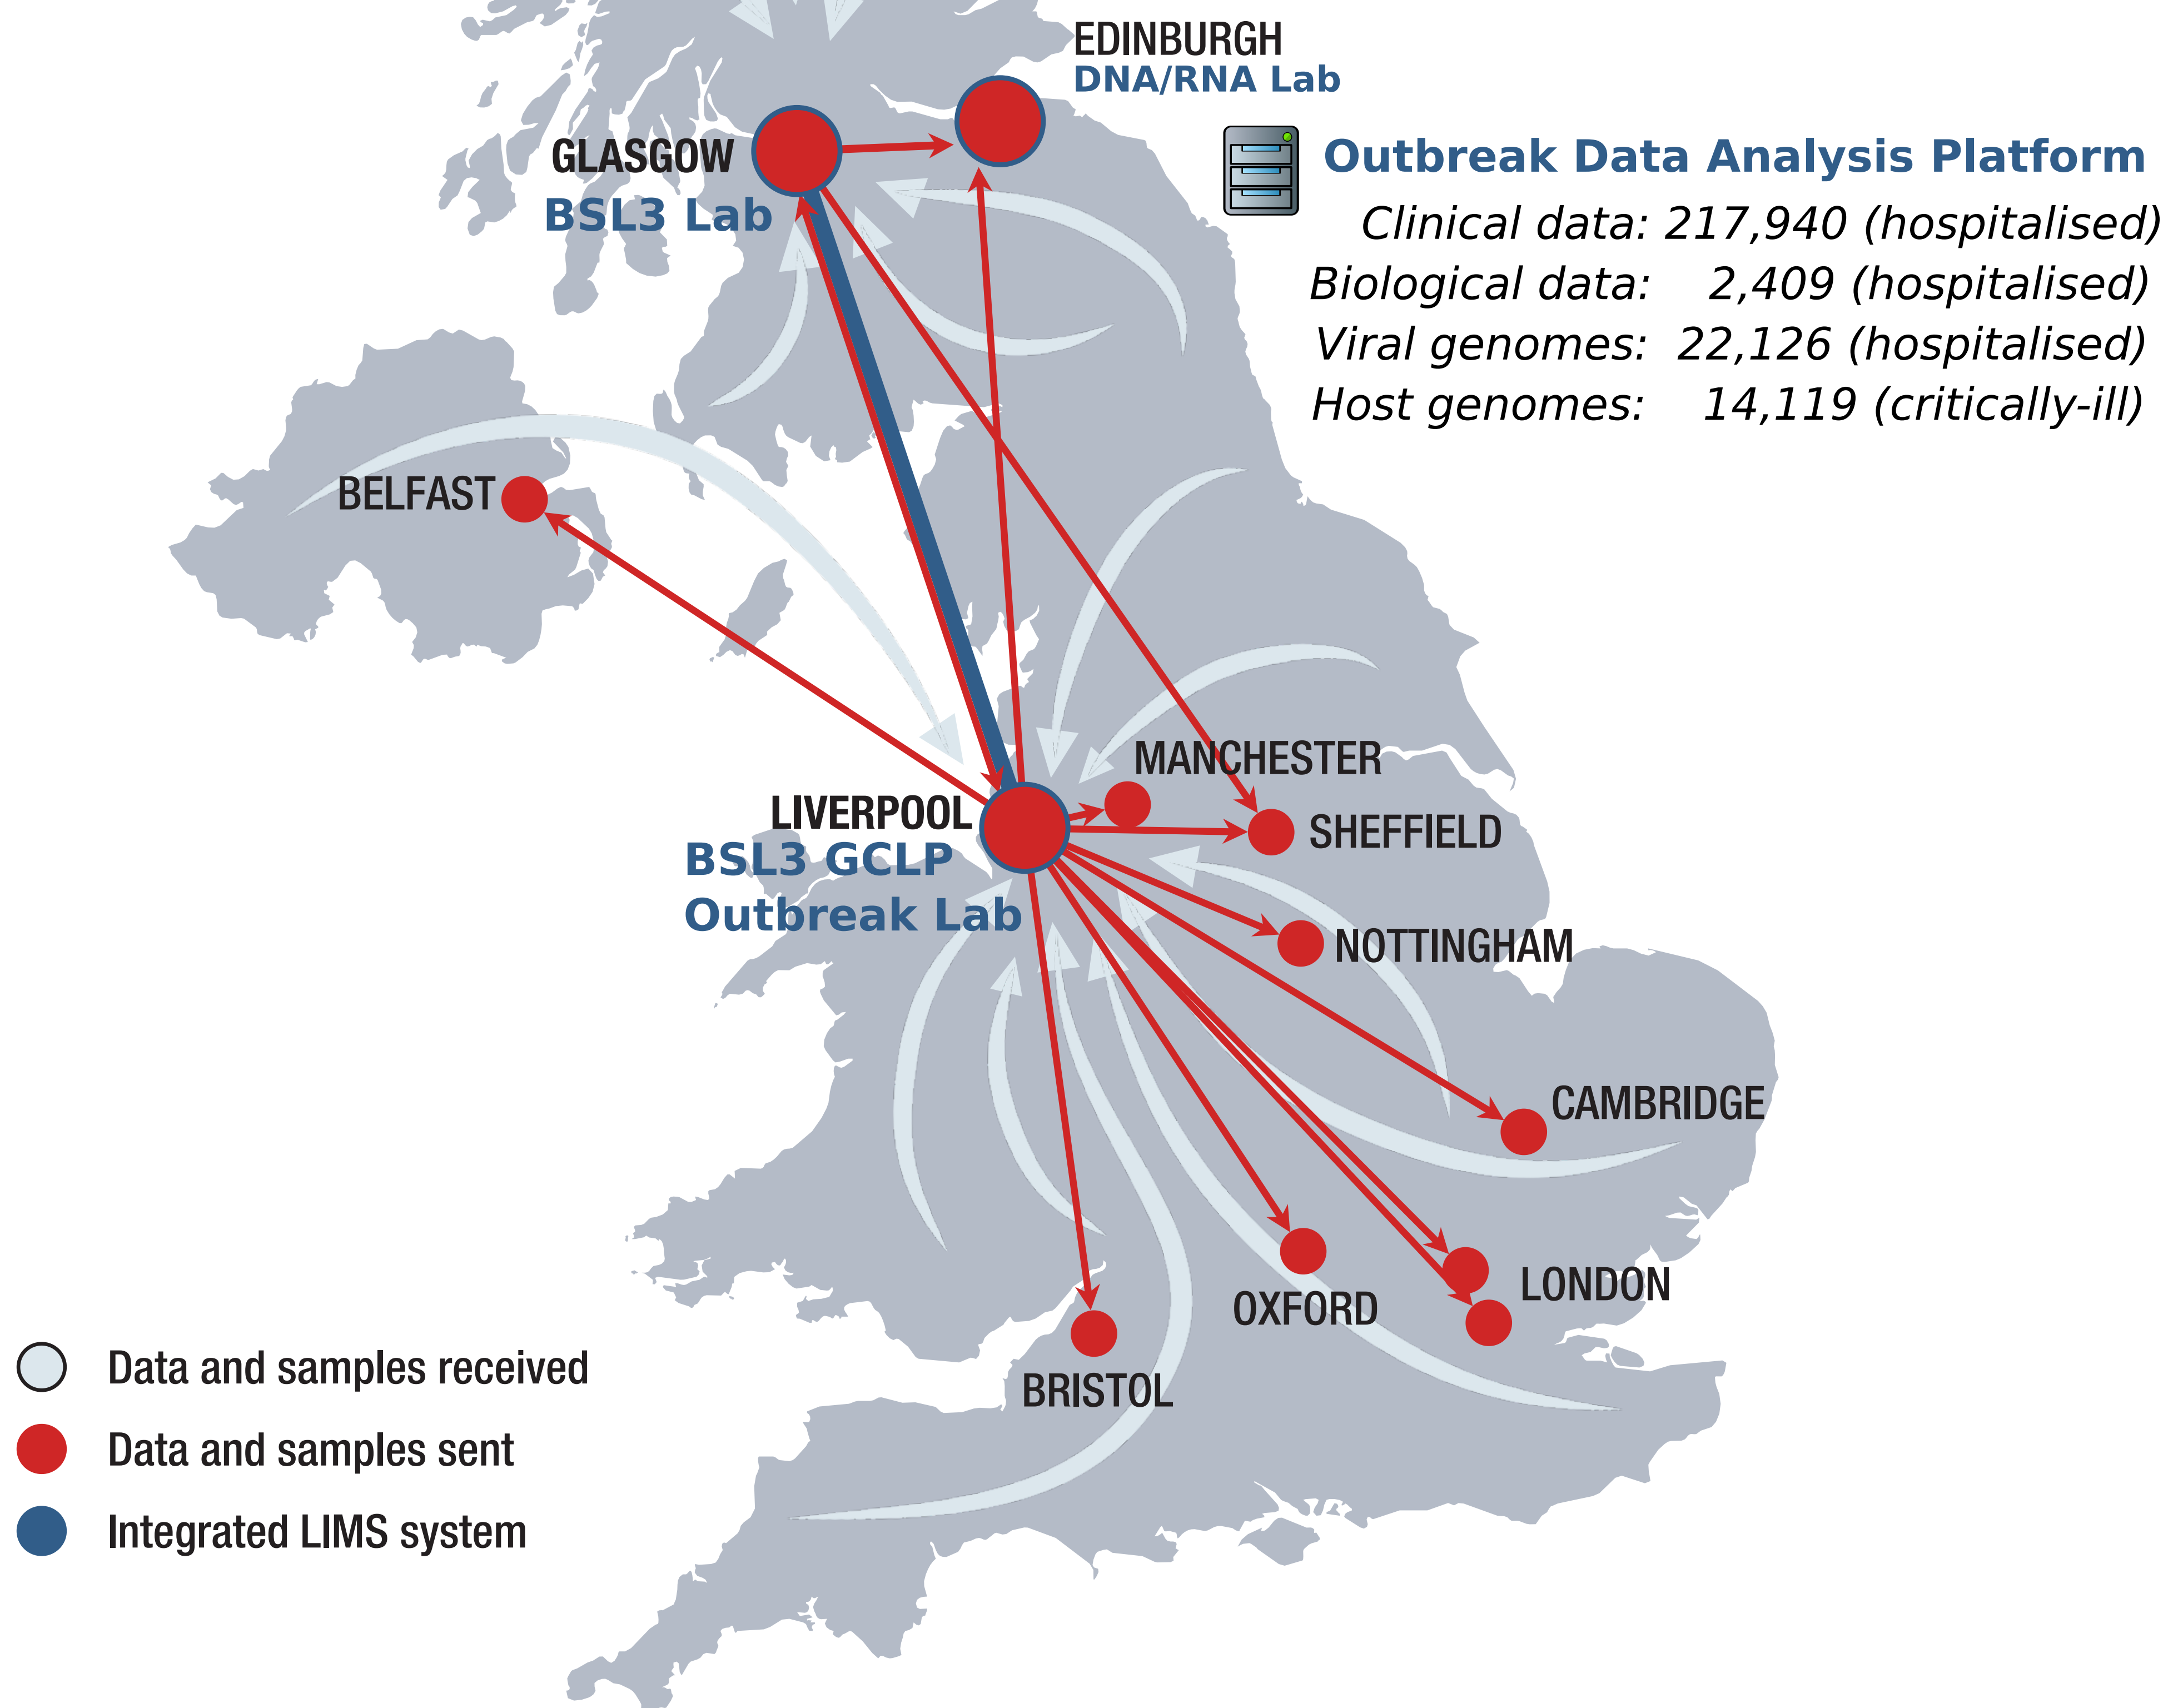 EDINBURGH
DNA/RNA Lab
GLASGOW
BSL3 Lab
Outbreak Data Analysis Platform
Clinical data: 217,940 (hospitalised)
Biological data: 2,409 (hospitalised)
Viral genomes: 22,126 (hospitalised)
Host genomes: 14,119 (critically-ill)
BELFAST
MANCHESTER
LIVERPOOL
BSL3 GCLP
Outbreak Lab
SHEFFIELD
NOTTINGHAM
CAMBRIDGE
LONDON
OXFORD
BRISTOL
Data and samples received
Data and samples sent
Integrated LIMS system